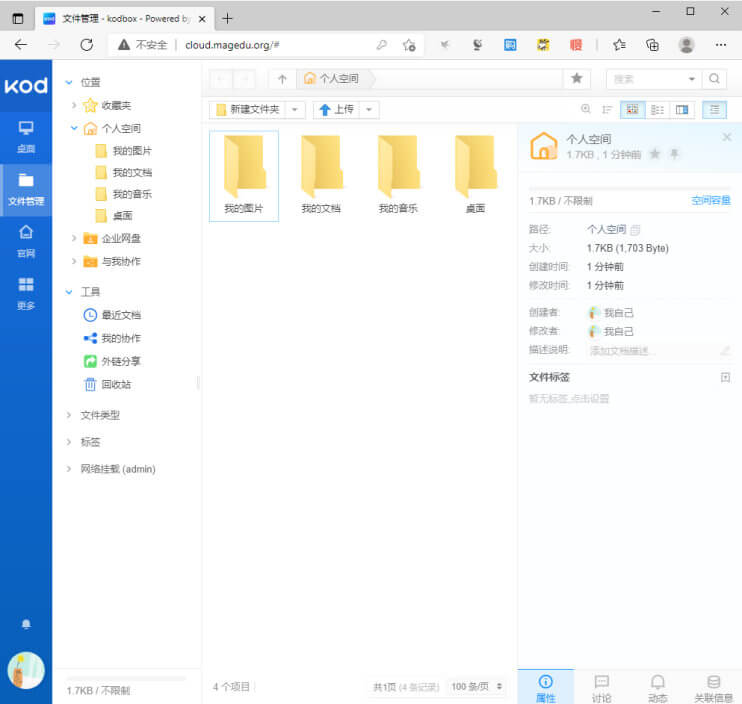 文件管理 - kodbox - Powered by
不安全
cloud.magedu.org/#
kod
桌面
文件管理
官网
更多
位置
收藏夹
个人空间
我的图片
我的文档
我的音乐
桌面
企业网盘
与我协作
工具
最近文档
我的协作
外链分享
回收站
文件类型
标签
网络挂载 (admin)
1.7KB / 不限制
个人空间
搜索
新建文件夹
上传
我的图片
我的文档
我的音乐
桌面
4 个项目
共1页 (4 条记录)
100 条/页
个人空间
1.7KB , 1 分钟前
1.7KB / 不限制
空间容量
路径: 个人空间
大小: 1.7KB (1,703 Byte)
创建时间: 1 分钟前
修改时间: 1 分钟前
创建者: 我自己
修改者: 我自己
描述说明: 添加文档描述...
文件标签
暂无标签,点击设置
属性
讨论
动态
关联信息